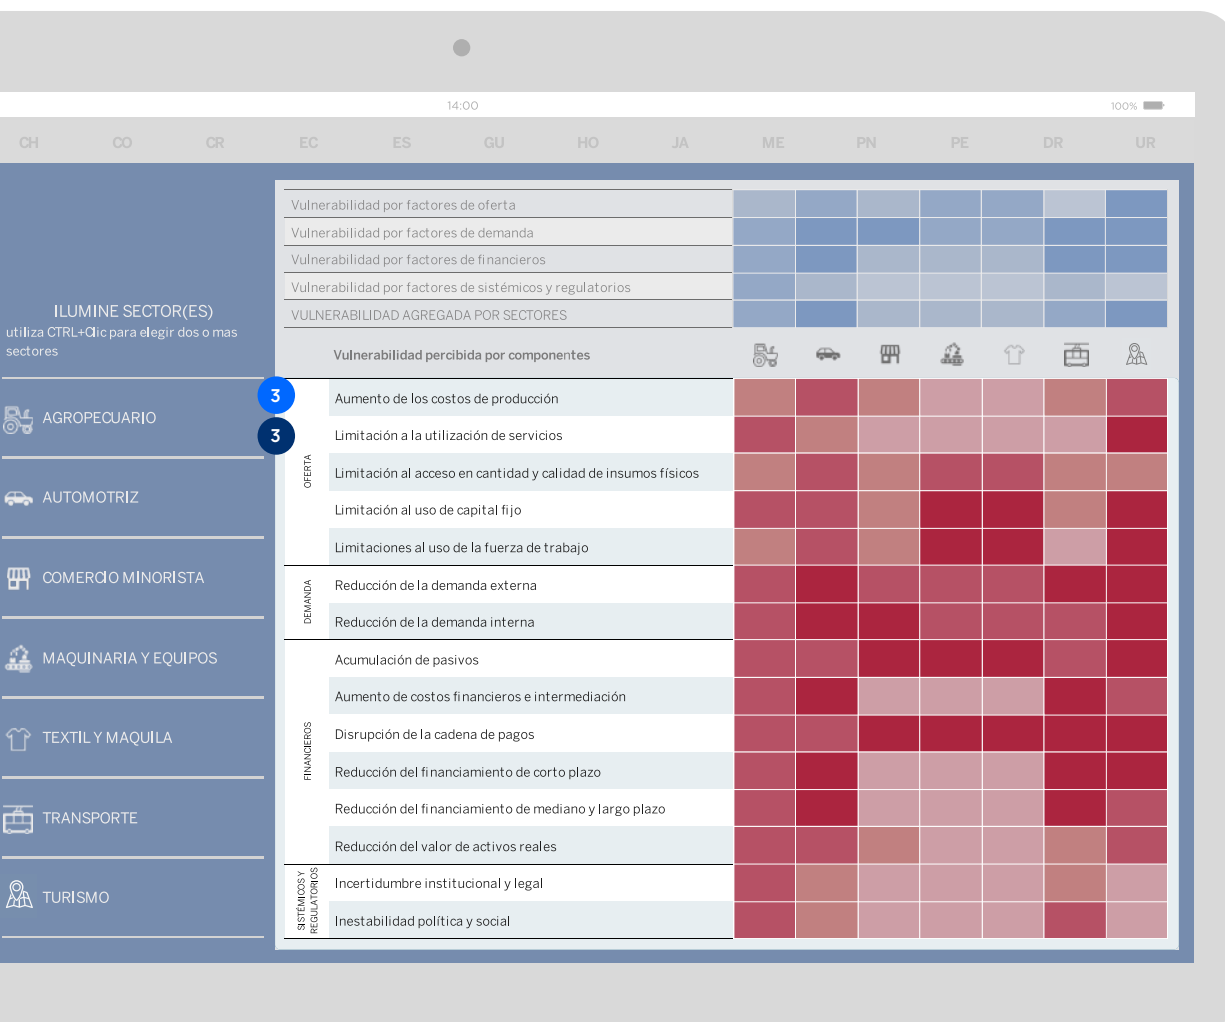 14:00
100%
CH CO CR EC ES GU HO JA ME PN PE DR UR
ILUMINE SECTOR(ES)
utiliza CTRL+Clic para elegir dos o mas
sectores
AGROPECUARIO
AUTOMOTRIZ
COMERCIO MINORISTA
MAQUINARIA Y EQUIPOS
TEXTIL Y MAQUILA
TRANSPORTE
TURISMO
Vulnerabilidad por factores de oferta
Vulnerabilidad por factores de demanda
Vulnerabilidad por factores de financieros
Vulnerabilidad por factores de sistémicos y regulatorios
VULNERABILIDAD AGREGADA POR SECTORES
Vulnerabilidad percibida por componentes
3
3
OFERTA
Aumento de los costos de producción
Limitación a la utilización de servicios
Limitación al acceso en cantidad y calidad de insumos físicos
Limitación al uso de capital fijo
Limitaciones al uso de la fuerza de trabajo
DEMANDA
Reducción de la demanda externa
Reducción de la demanda interna
FINANCIEROS
Acumulación de pasivos
Aumento de costos financieros e intermediación
Disrupción de la cadena de pagos
Reducción del financiamiento de corto plazo
Reducción del financiamiento de mediano y largo plazo
Reducción del valor de activos reales
SISTÉMICOS Y
REGULATORIOS
Incertidumbre institucional y legal
Inestabilidad política y social